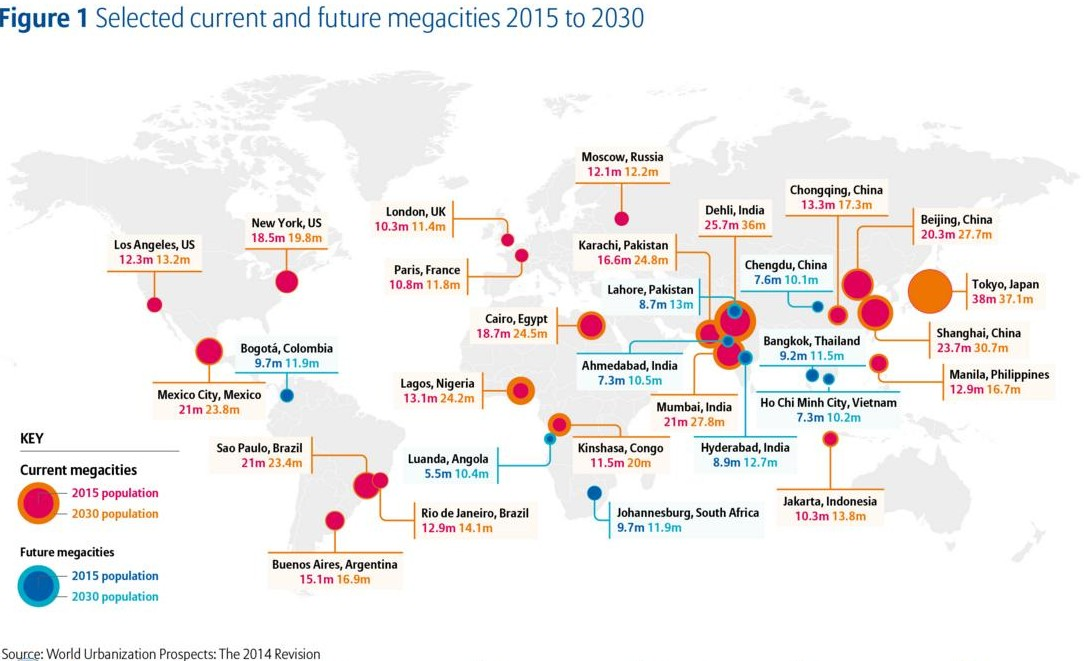 Figure 1 Selected current and future megacities 2015 to 2030
Moscow, Russia
12.1m 12.2m
Chongqing, China
13.3m 17.3m
London, UK
10.3m 11.4m
Dehli, India
25.7m 36m
Beijing, China
20.3m 27.7m
New York, US
18.5m 19.8m
Los Angeles, US
12.3m 13.2m
Karachi, Pakistan
16.6m 24.8m
Paris, France
10.8m 11.8m
Chengdu, China
7.6m 10.1m
Lahore, Pakistan
8.7m 13m
Tokyo, Japan
38m 37.1m
Cairo, Egypt
18.7m 24.5m
Shanghai, China
23.7m 30.7m
Bogotá, Colombia
9.7m 11.9m
Bangkok, Thailand
9.2m 11.5m
Ahmedabad, India
7.3m 10.5m
Manila, Philippines
12.9m 16.7m
Lagos, Nigeria
13.1m 24.2m
Mexico City, Mexico
21m 23.8m
Mumbai, India
21m 27.8m
Ho Chi Minh City, Vietnam
7.3m 10.2m
KEY
Current megacities
2015 population
2030 population
Future megacities
2015 population
2030 population
Sao Paulo, Brazil
21m 23.4m
Luanda, Angola
5.5m 10.4m
Kinshasa, Congo
11.5m 20m
Hyderabad, India
8.9m 12.7m
Rio de Janeiro, Brazil
12.9m 14.1m
Johannesburg, South Africa
9.7m 11.9m
Jakarta, Indonesia
10.3m 13.8m
Buenos Aires, Argentina
15.1m 16.9m
Source: World Urbanization Prospects: The 2014 Revision